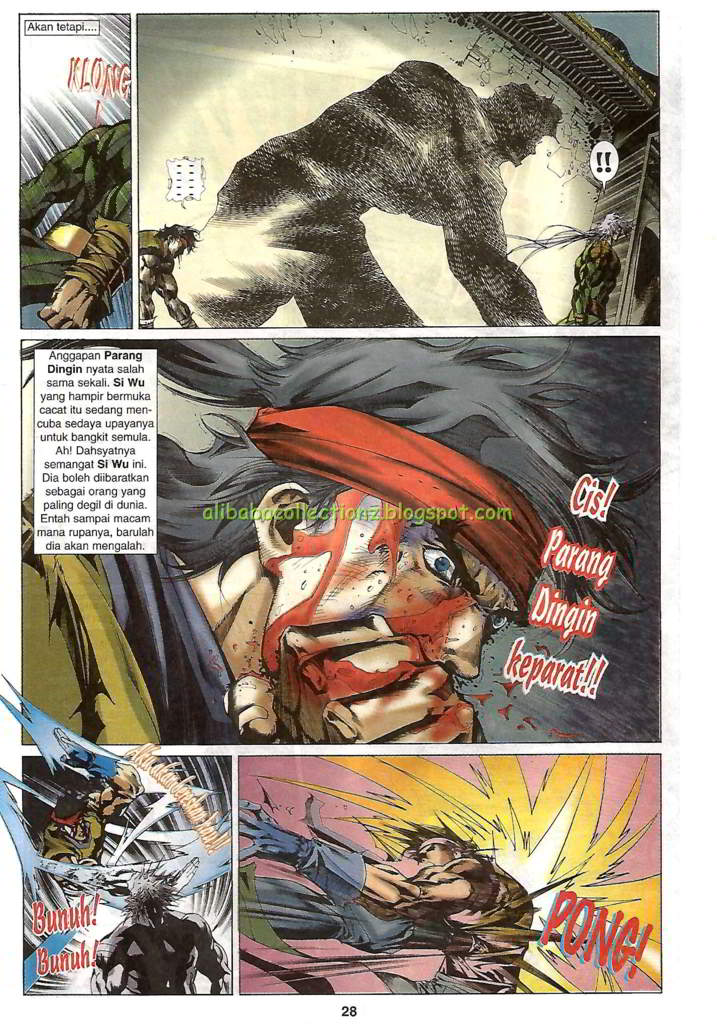 Akan tetapi....
KLONG!
!!
Anggapan Parang
Dingin nyata salah
sama sekali. Si Wu
yang hampir bermuka
cacat itu sedang men-
cuba sedaya upayanya
untuk bangkit semula.
Ah! Dahsyatnya
semangat Si Wu ini.
Dia boleh diibaratkan
sebagai orang yang
paling degil di dunia.
Entah sampai macam
mana rupanya, barulah
dia akan mengalah.
alibabacollectionz.blogspot.com
Cis!
Parang
Dingin
keparat!!
Bunuh!
Bunuh!
PONG!
28